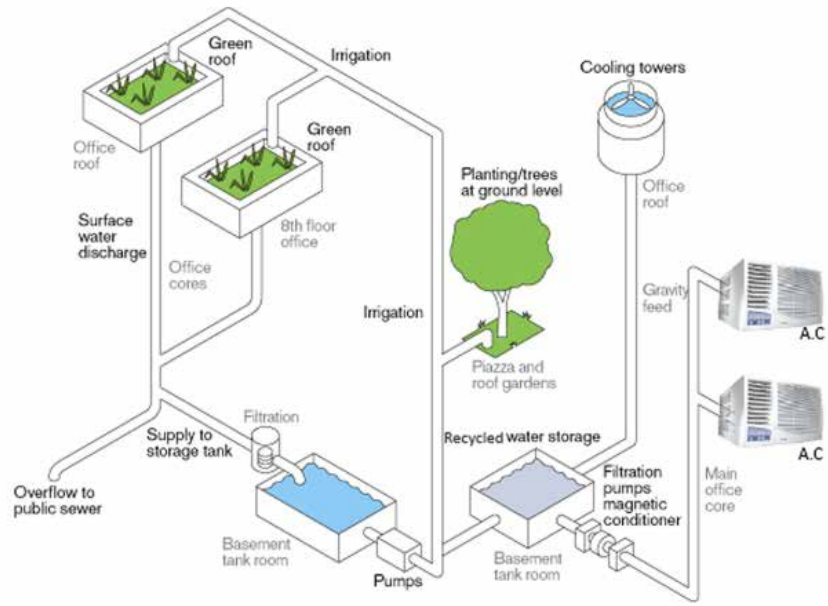 Green
roof
Irrigation
Cooling towers
Office
roof
Green
roof
Planting/trees
at ground level
Office
roof
Surface
water
discharge
8th floor
office
Office
cores
Gravity
feed
A.C
Irrigation
Piazza and
roof gardens
Filtration
Supply to
storage tank
Recycled water storage
A.C
Overflow to
public sewer
Filtration
pumps
magnetic
conditioner
Main
office
core
Basement
tank room
Pumps
Basement
tank room